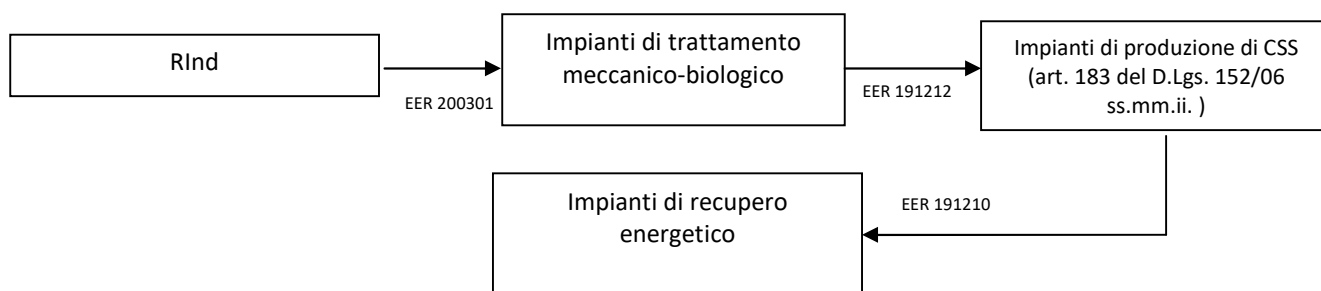 RInd
EER 200301
Impianti di trattamento
meccanico-biologico
EER 191212
Impianti di produzione di CSS
(art. 183 del D.Lgs. 152/06
ss.mm.ii. )
EER 191210
Impianti di recupero
energetico